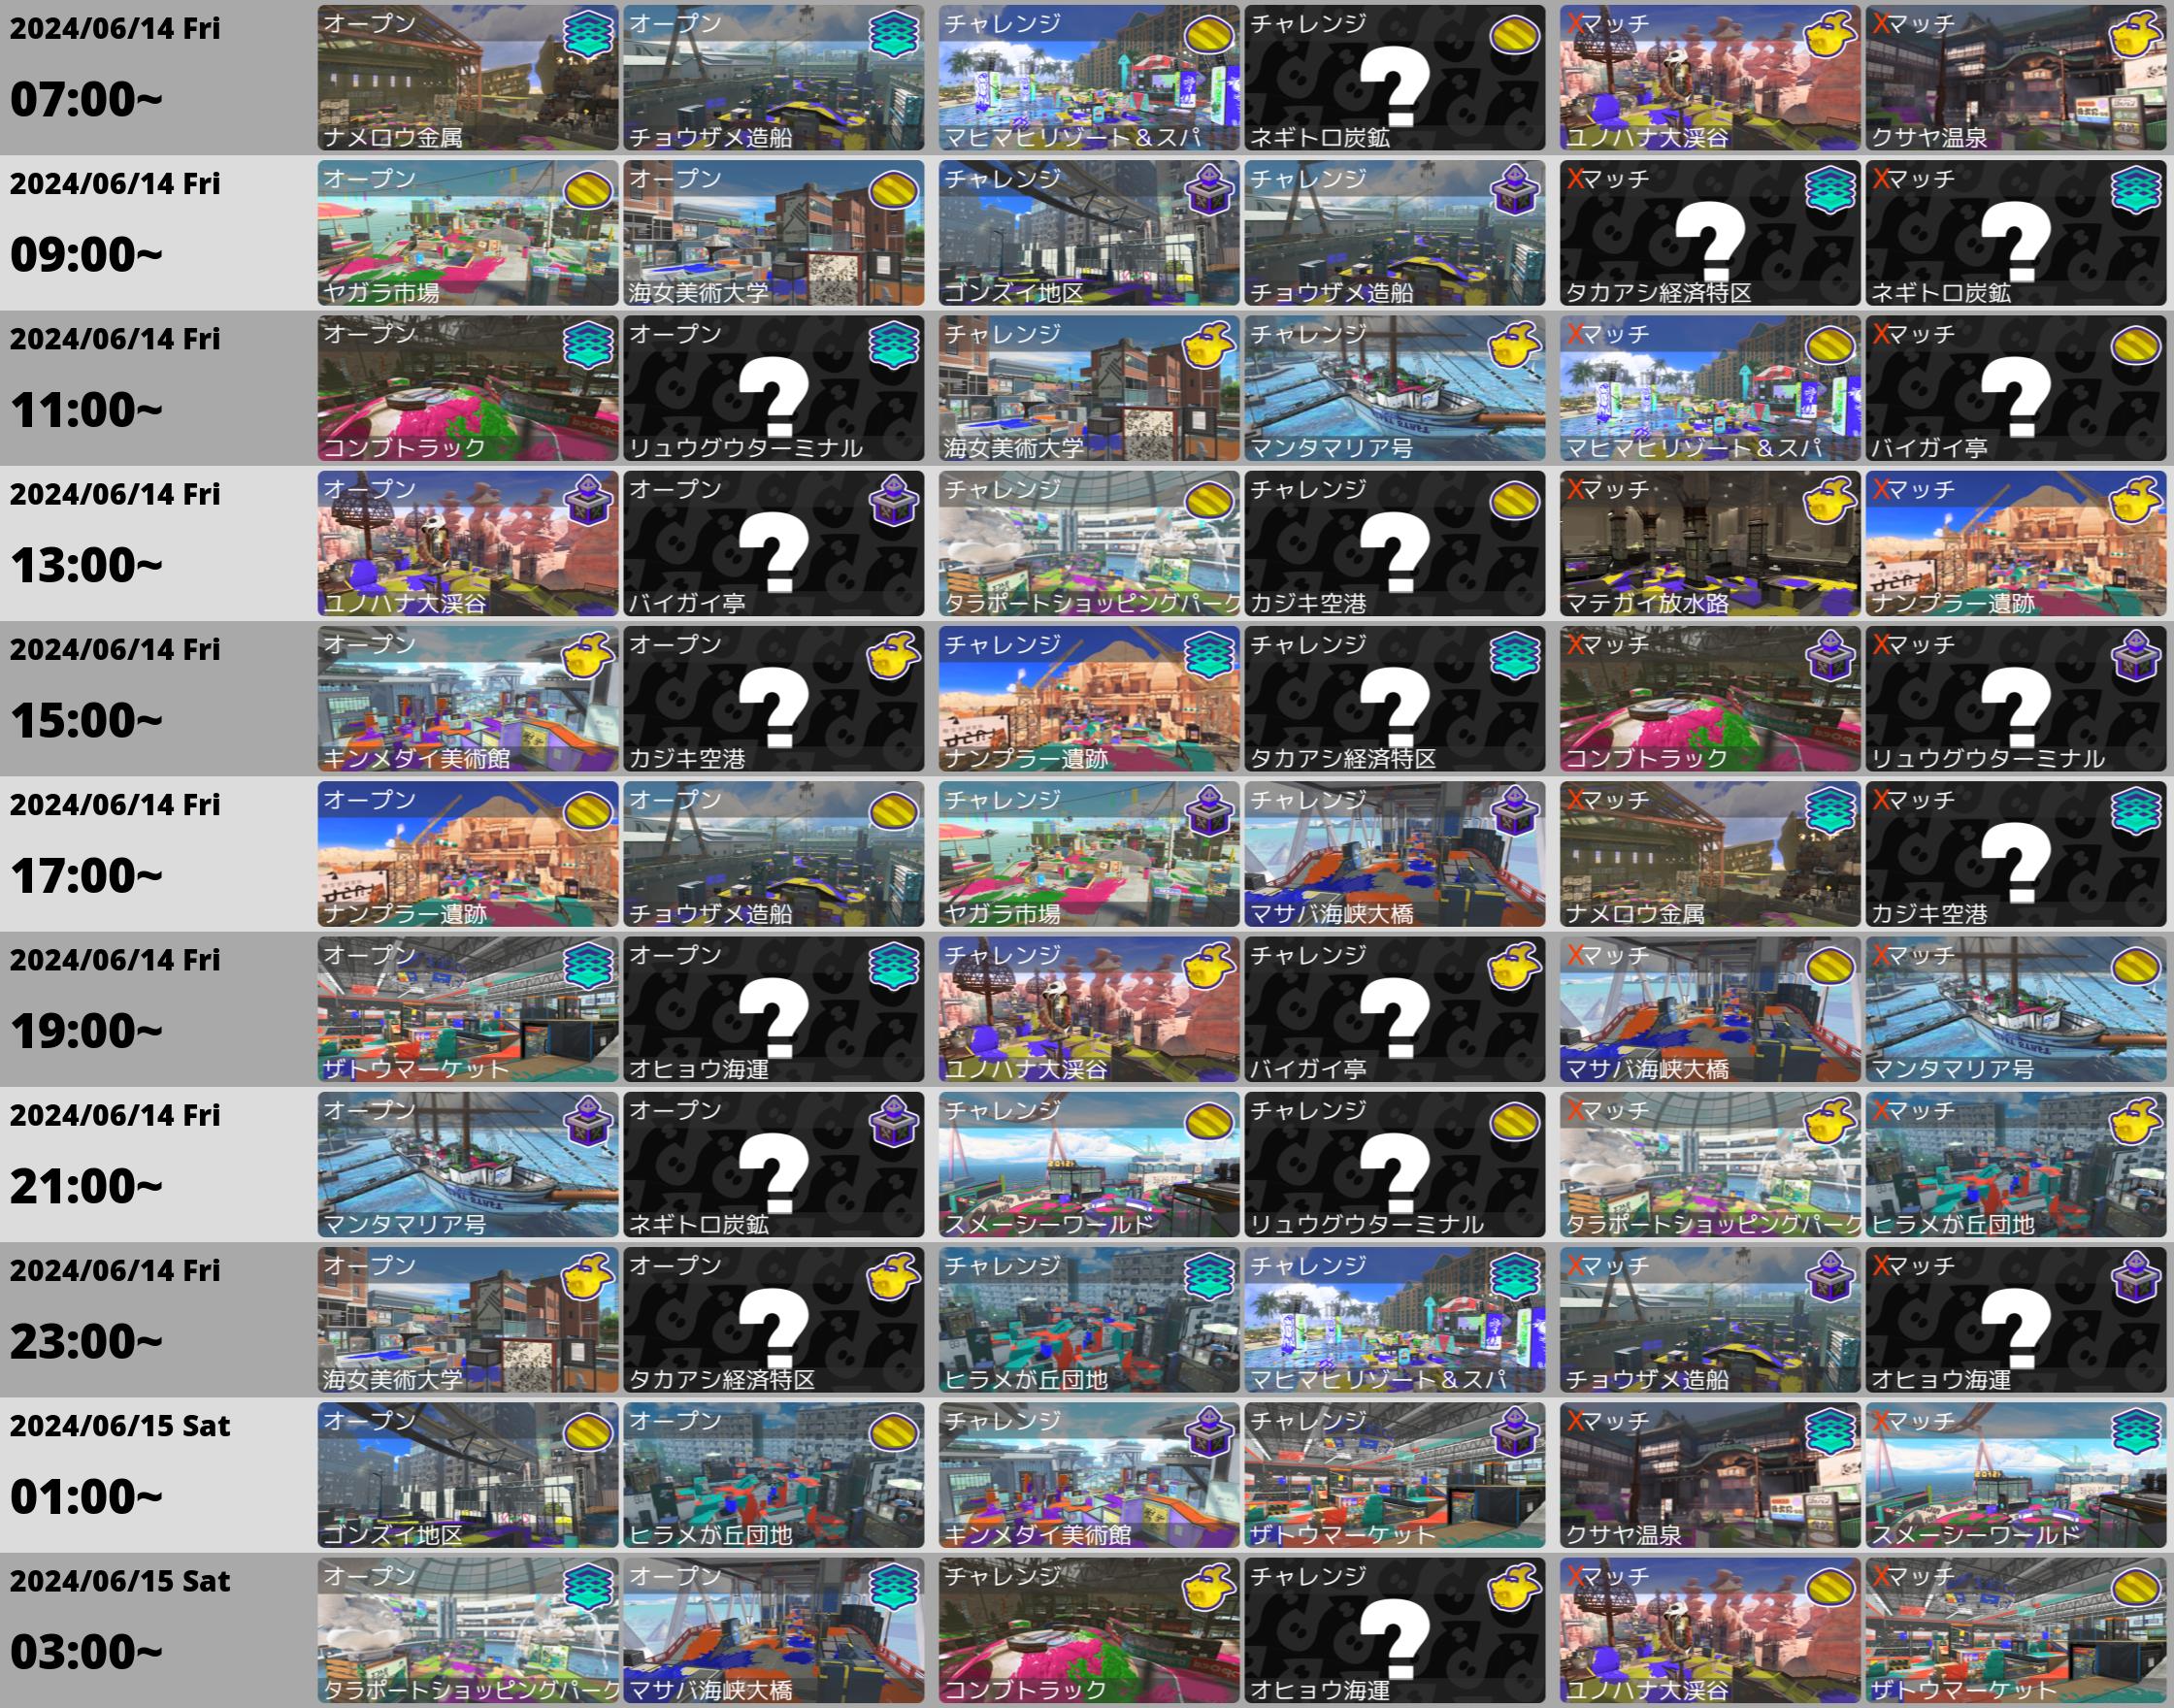 2024/06/14 Fri
07:00~
オープン
ナメロウ金属
オープン
チョウザメ造船
チャレンジ
マヒマヒリゾート＆スパ
チャレンジ
?
ネギトロ炭鉱
Xマッチ
ユノハナ大渓谷
Xマッチ
クサヤ温泉
2024/06/14 Fri
09:00~
オープン
ヤガラ市場
オープン
海女美術大学
チャレンジ
ゴンズイ地区
チャレンジ
チョウザメ造船
Xマッチ
?
タカアシ経済特区
Xマッチ
?
ネギトロ炭鉱
2024/06/14 Fri
11:00~
オープン
コンブトラック
オープン
?
リュウグウターミナル
チャレンジ
海女美術大学
チャレンジ
マンタマリア号
Xマッチ
マヒマヒリゾート＆スパ
Xマッチ
?
バイガイ亭
2024/06/14 Fri
13:00~
オープン
ユノハナ大渓谷
オープン
?
バイガイ亭
チャレンジ
タラポートショッピングパーク
チャレンジ
?
カジキ空港
Xマッチ
マテガイ放水路
Xマッチ
ナンプラー遺跡
2024/06/14 Fri
15:00~
オープン
キンメダイ美術館
オープン
?
カジキ空港
チャレンジ
ナンプラー遺跡
チャレンジ
?
タカアシ経済特区
Xマッチ
コンブトラック
Xマッチ
?
リュウグウターミナル
2024/06/14 Fri
17:00~
オープン
ナンプラー遺跡
オープン
チョウザメ造船
チャレンジ
ヤガラ市場
チャレンジ
マサバ海峡大橋
Xマッチ
ナメロウ金属
Xマッチ
?
カジキ空港
2024/06/14 Fri
19:00~
オープン
ザトウマーケット
オープン
?
オヒョウ海運
チャレンジ
ユノハナ大渓谷
チャレンジ
?
バイガイ亭
Xマッチ
マサバ海峡大橋
Xマッチ
マンタマリア号
2024/06/14 Fri
21:00~
オープン
マンタマリア号
オープン
?
ネギトロ炭鉱
チャレンジ
スメーシーワールド
チャレンジ
?
リュウグウターミナル
Xマッチ
タラポートショッピングパーク
Xマッチ
ヒラメが丘団地
2024/06/14 Fri
23:00~
オープン
海女美術大学
オープン
?
タカアシ経済特区
チャレンジ
ヒラメが丘団地
チャレンジ
マヒマヒリゾート＆スパ
Xマッチ
チョウザメ造船
Xマッチ
?
オヒョウ海運
2024/06/15 Sat
01:00~
オープン
ゴンズイ地区
オープン
ヒラメが丘団地
チャレンジ
キンメダイ美術館
チャレンジ
ザトウマーケット
Xマッチ
クサヤ温泉
Xマッチ
スメーシーワールド
2024/06/15 Sat
03:00~
オープン
タラポートショッピングパーク
オープン
マサバ海峡大橋
チャレンジ
コンブトラック
チャレンジ
?
オヒョウ海運
Xマッチ
ユノハナ大渓谷
Xマッチ
ザトウマーケット